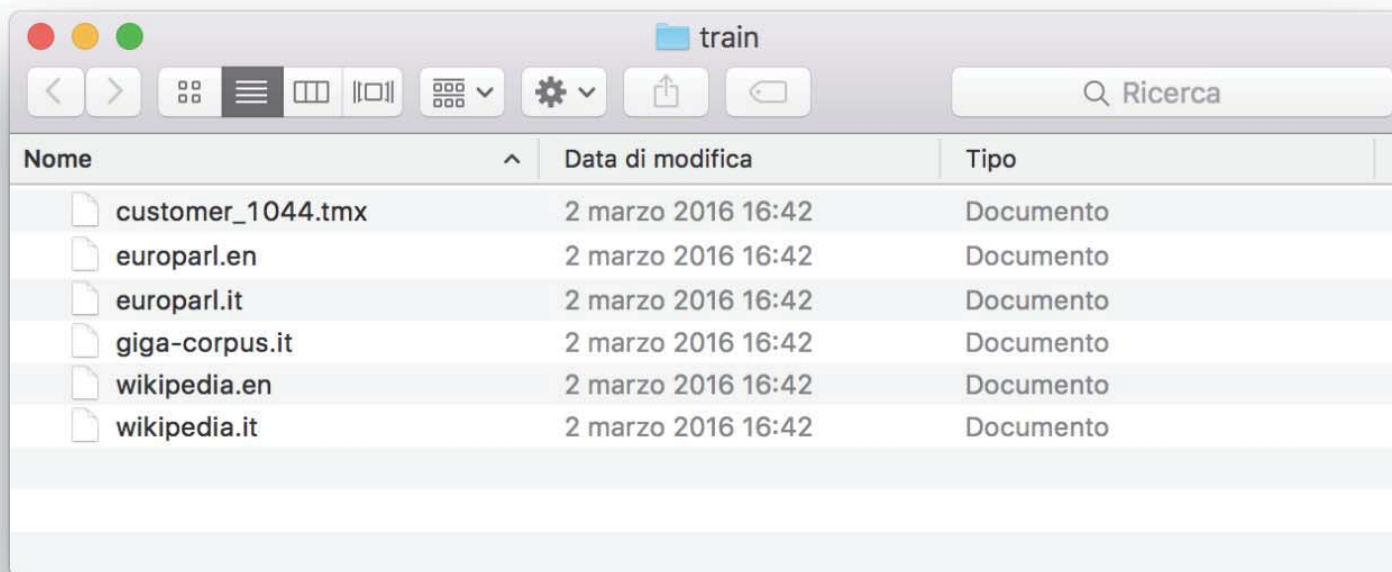 train
Ricerca
Nome Data di modifica Tipo
customer_1044.tmx 2 marzo 2016 16:42 Documento
europarl.en 2 marzo 2016 16:42 Documento
europarl.it 2 marzo 2016 16:42 Documento
giga-corpus.it 2 marzo 2016 16:42 Documento
wikipedia.en 2 marzo 2016 16:42 Documento
wikipedia.it 2 marzo 2016 16:42 Documento